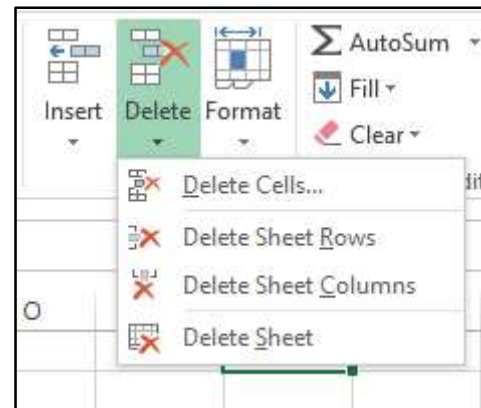 Insert Delete Format
AutoSum
Fill
Clear
Delete Cells...
Delete Sheet Rows
Delete Sheet Columns
Delete Sheet
O